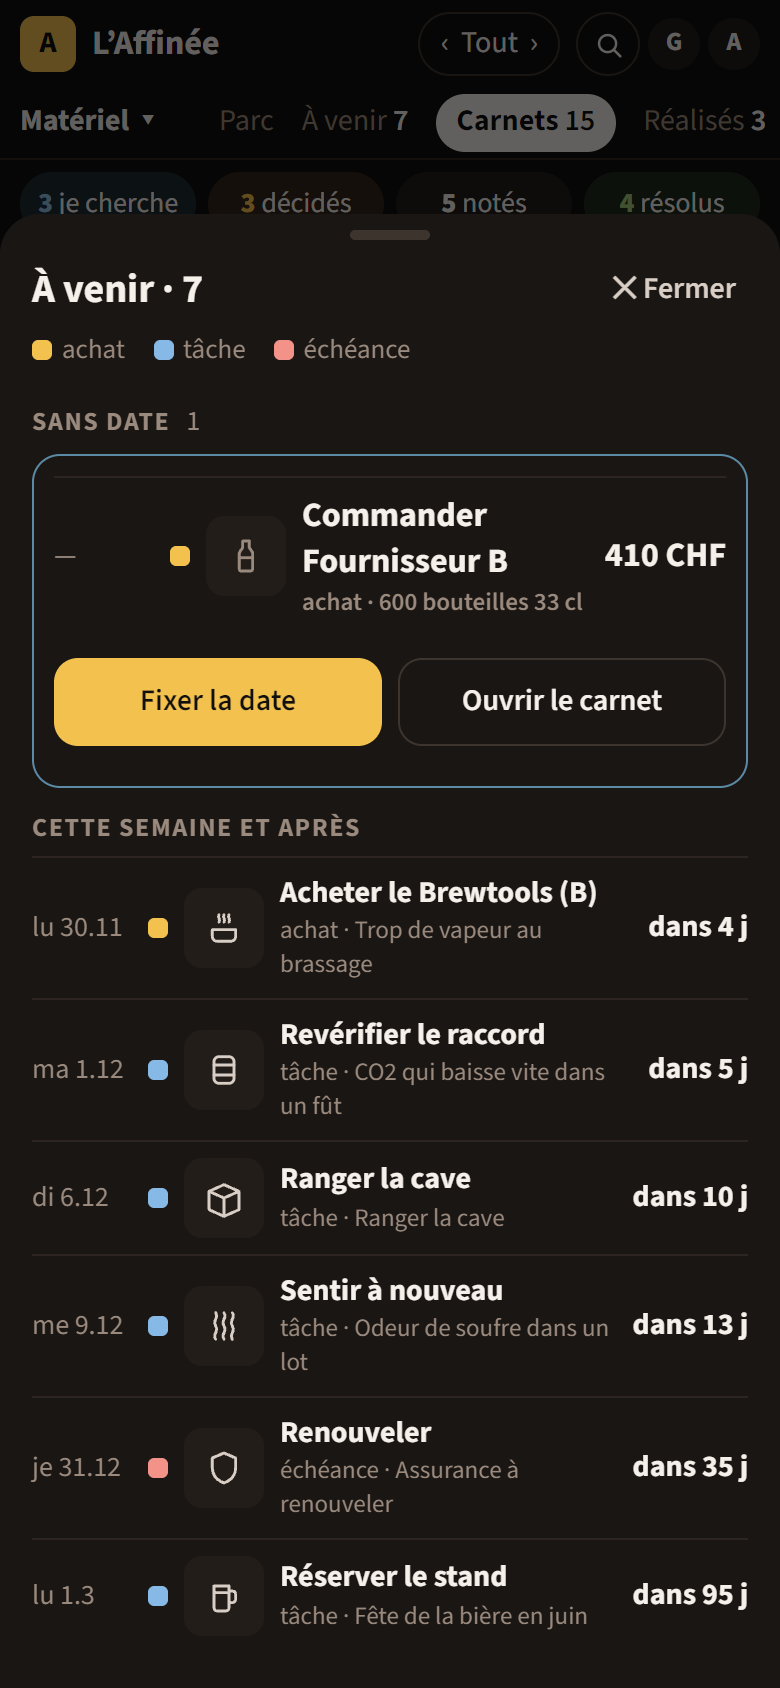 A L’Affinée ‹ Tout › G A
Matériel ▼ Parc À venir 7 Carnets 15 Réalisés 3
3 je cherche 3 décidés 5 notés 4 résolus
À venir · 7 Fermer
achat tâche échéance
SANS DATE 1
Commander
Fournisseur B
— 410 CHF
achat · 600 bouteilles 33 cl
Fixer la date Ouvrir le carnet
CETTE SEMAINE ET APRÈS
Acheter le Brewtools (B)
lu 30.11 achat · Trop de vapeur au dans 4 j
brassage
Revérifier le raccord
ma 1.12 tâche · CO2 qui baisse vite dans dans 5 j
un fût
Ranger la cave
di 6.12 dans 10 j
tâche · Ranger la cave
Sentir à nouveau
me 9.12 tâche · Odeur de soufre dans un dans 13 j
lot
Renouveler
je 31.12 échéance · Assurance à dans 35 j
renouveler
Réserver le stand
lu 1.3 dans 95 j
tâche · Fête de la bière en juin